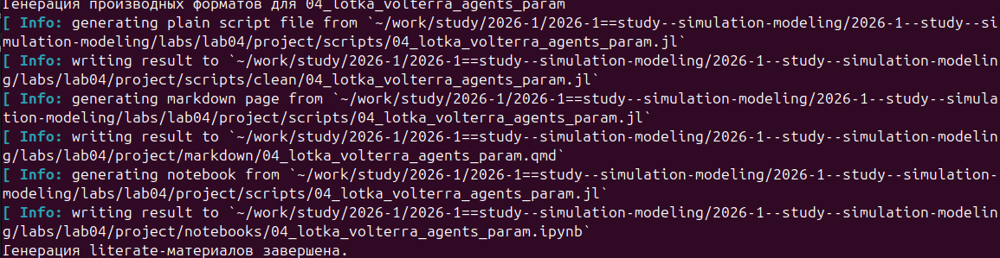 Генерация производных форматов для 04_lotka_volterra_agents_param
[ Info: generating plain script file from `~/work/study/2026-1/2026-1==study--simulation-modeling/2026-1--study--si
mulation-modeling/labs/lab04/project/scripts/04_lotka_volterra_agents_param.jl`
[ Info: writing result to `~/work/study/2026-1/2026-1==study--simulation-modeling/2026-1--study--simulation-modelin
g/labs/lab04/project/scripts/clean/04_lotka_volterra_agents_param.jl`
[ Info: generating markdown page from `~/work/study/2026-1/2026-1==study--simulation-modeling/2026-1--study--simula
tion-modeling/labs/lab04/project/scripts/04_lotka_volterra_agents_param.jl`
[ Info: writing result to `~/work/study/2026-1/2026-1==study--simulation-modeling/2026-1--study--simulation-modelin
g/labs/lab04/project/markdown/04_lotka_volterra_agents_param.qmd`
[ Info: generating notebook from `~/work/study/2026-1/2026-1==study--simulation-modeling/2026-1--study--simulation-
modeling/labs/lab04/project/scripts/04_lotka_volterra_agents_param.jl`
[ Info: writing result to `~/work/study/2026-1/2026-1==study--simulation-modeling/2026-1--study--simulation-modelin
g/labs/lab04/project/notebooks/04_lotka_volterra_agents_param.ipynb`
Генерация literate-материалов завершена.